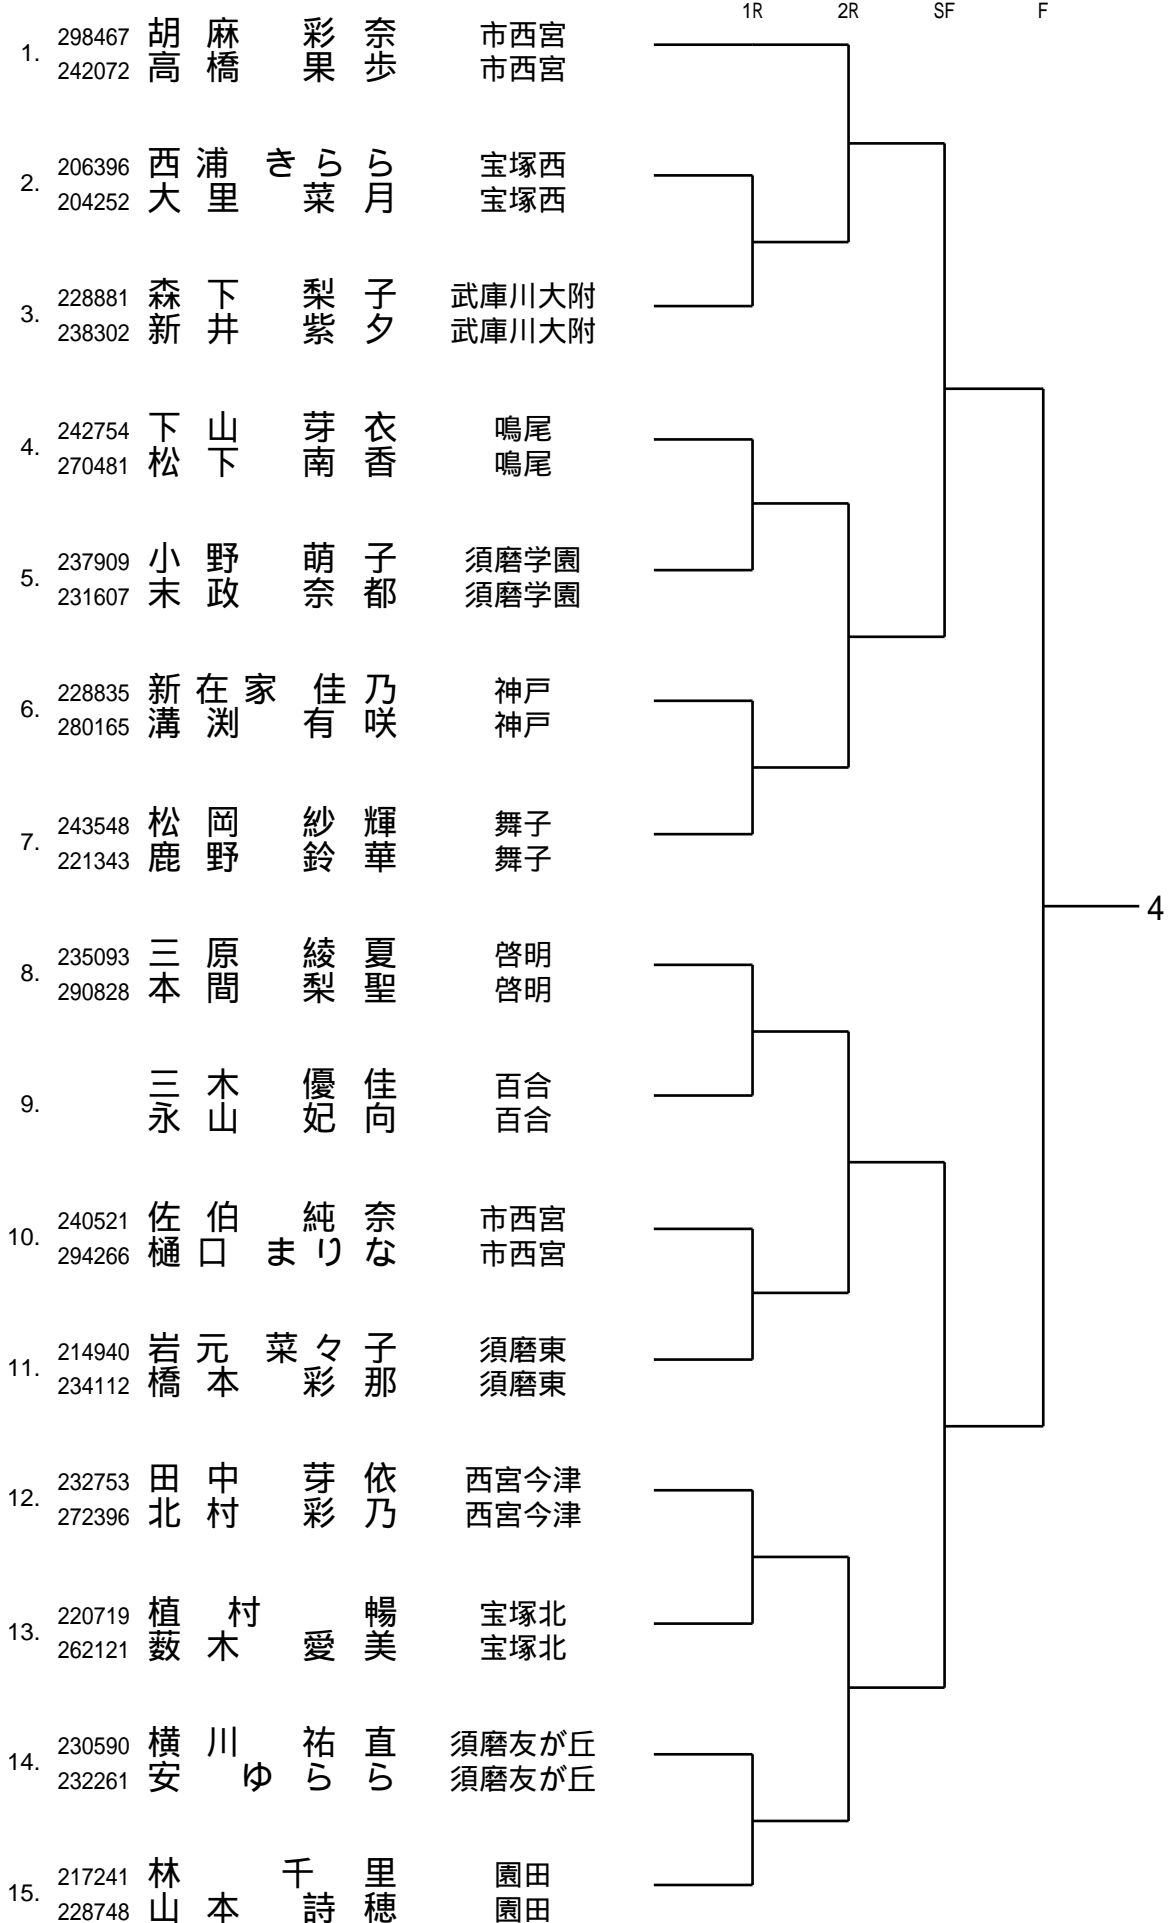 1R 2R SF F
1. 298467 胡麻 彩奈 市西宮
242072 高橋 果歩 市西宮
2. 206396 西浦 きらら 宝塚西
204252 大里 菜月 宝塚西
3. 228881 森下 梨子 武庫川大附
238302 新井 紫夕 武庫川大附
4. 242754 下山 芽衣 鳴尾
270481 松下 南香 鳴尾
5. 237909 小野 萌子 須磨学園
231607 末政 奈都 須磨学園
6. 228835 新在家 佳乃 神戸
280165 溝渕 有咲 神戸
7. 243548 松岡 紗輝 舞子
221343 鹿野 鈴華 舞子
4
8. 235093 三原 綾夏 啓明
290828 本間 梨聖 啓明
9. 三木 優佳 百合
永山 妃向 百合
10. 240521 佐伯 純奈 市西宮
294266 樋口 まりな 市西宮
11. 214940 岩元 菜々子 須磨東
234112 橋本 彩那 須磨東
12. 232753 田中 芽依 西宮今津
272396 北村 彩乃 西宮今津
13. 220719 植村 暢 宝塚北
262121 薮木 愛美 宝塚北
14. 230590 横川 祐直 須磨友が丘
232261 安 ゆらら 須磨友が丘
15. 217241 林 千里 園田
228748 山本 詩穂 園田